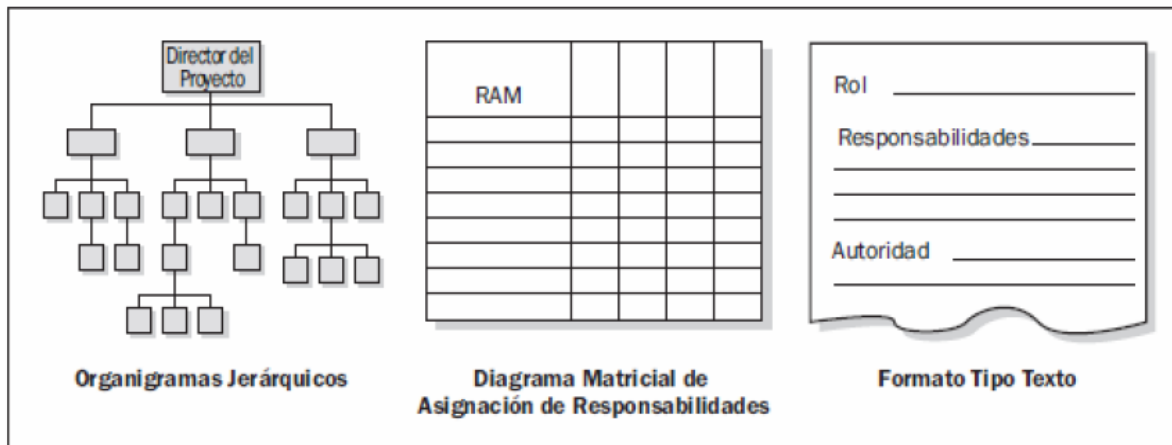 Director del
Proyecto
RAM
Rol
Responsabilidades
Autoridad
Organigramas Jerárquicos
Diagrama Matricial de
Asignación de Responsabilidades
Formato Tipo Texto